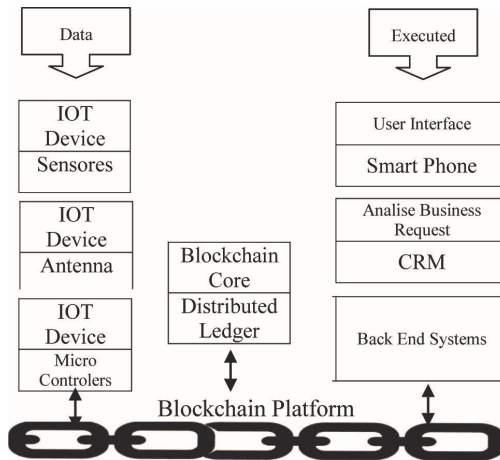 Data
IOT
Device
Sensores
IOT
Device
Antenna
IOT
Device
Micro
Controlers
Blockchain
Core
Distributed
Ledger
Executed
User Interface
Smart Phone
Analise Business
Request
CRM
Back End Systems
Blockchain Platform